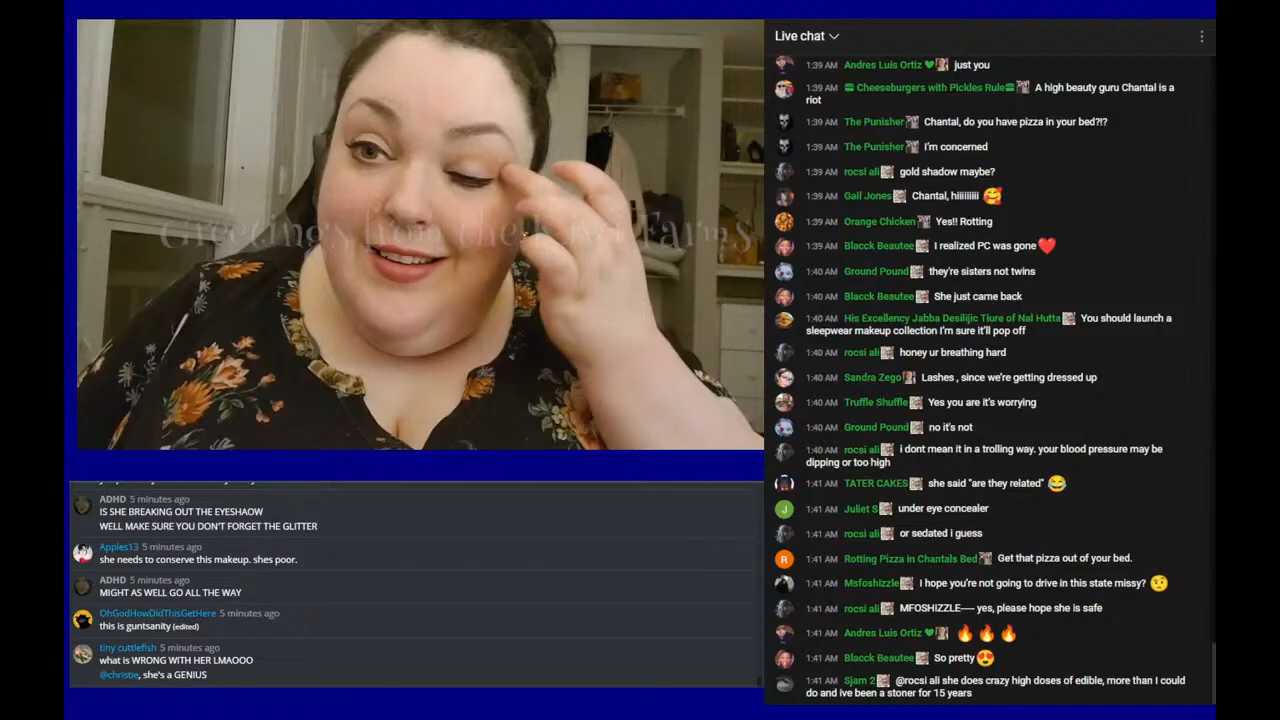 Greetings from the Farms
ADHD 5 minutes ago
IS SHE BREAKING OUT THE EYESHAOW
WELL MAKE SURE YOU DON'T FORGET THE GLITTER
Apples13 5 minutes ago
she needs to conserve this makeup. shes poor.
ADHD 5 minutes ago
MIGHT AS WELL GO ALL THE WAY
OhGodHowDidThisGetHere 5 minutes ago
this is guntsanity (edited)
tiny cuttlefish 5 minutes ago
what is WRONG WITH HER LMAOOO
@christie, she's a GENIUS
Live chat
1:39 AM Andres Luis Ortiz just you
1:39 AM Cheeseburgers with Pickles Rule A high beauty guru Chantal is a
riot
1:39 AM The Punisher Chantal, do you have pizza in your bed?!?
1:39 AM The Punisher I'm concerned
1:39 AM rocsi ali gold shadow maybe?
1:39 AM Gail Jones Chantal, hiiiiiiiii
1:39 AM Orange Chicken Yes!! Rotting
1:39 AM Blacck Beautee I realized PC was gone
1:40 AM Ground Pound they're sisters not twins
1:40 AM Blacck Beautee She just came back
1:40 AM His Excellency Jabba Desilijic Tiure of Nal Hutta You should launch a
sleepwear makeup collection I'm sure it'll pop off
1:40 AM rocsi ali honey ur breathing hard
1:40 AM Sandra Zego Lashes , since we're getting dressed up
1:40 AM Truffle Shuffle Yes you are it's worrying
1:40 AM Ground Pound no it's not
1:40 AM rocsi ali i dont mean it in a trolling way. your blood pressure may be
dipping or too high
1:41 AM TATER CAKES she said "are they related"
J
1:41 AM Juliet S under eye concealer
1:41 AM rocsi ali or sedated i guess
R
1:41 AM Rotting Pizza in Chantals Bed Get that pizza out of your bed.
1:41 AM Msfoshizzle I hope you're not going to drive in this state missy?
1:41 AM rocsi ali MFOSHIZZLE---- yes, please hope she is safe
1:41 AM Andres Luis Ortiz
1:41 AM Blacck Beautee So pretty
1:41 AM Sjam 2 @rocsi ali she does crazy high doses of edible, more than I could
do and ive been a stoner for 15 years